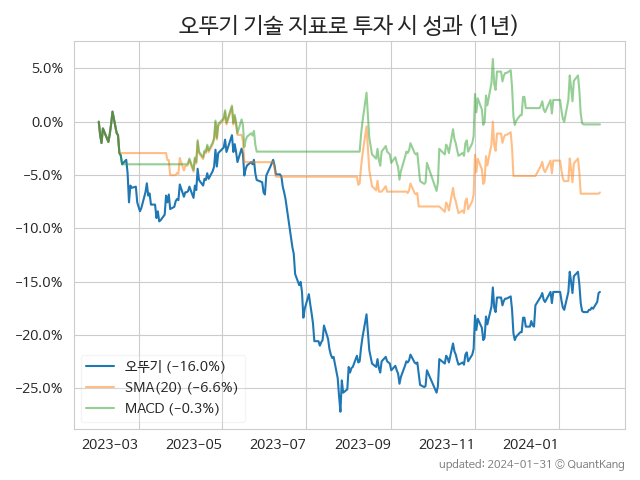 오뚜기 기술 지표로 투자 시 성과 (1년)
5.0%
0.0%
−5.0%
−10.0%
−15.0%
−20.0%
−25.0%
오뚜기 (−16.0%)
SMA(20) (−6.6%)
MACD (−0.3%)
2023-03 2023-05 2023-07 2023-09 2023-11 2024-01
updated: 2024-01-31 © QuantKang